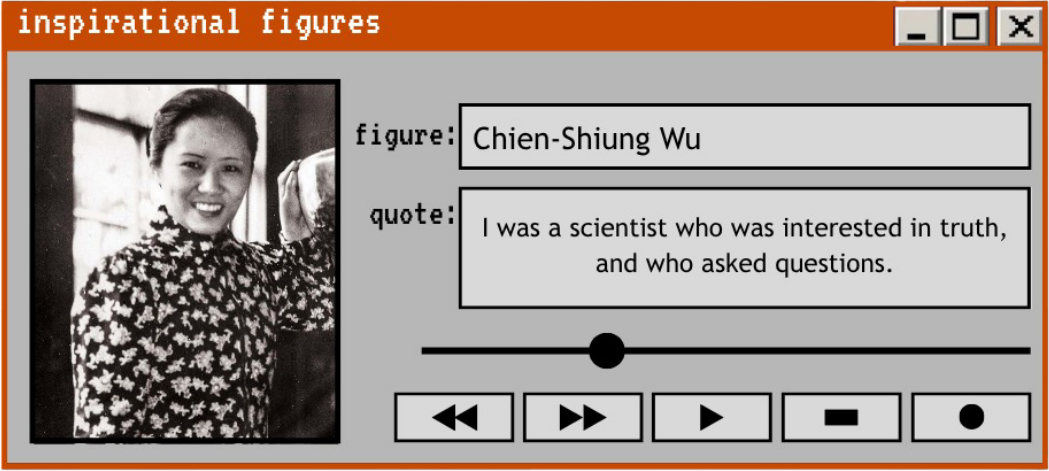 inspirational figures
figure:
Chien-Shiung Wu
quote:
I was a scientist who was interested in truth,
and who asked questions.